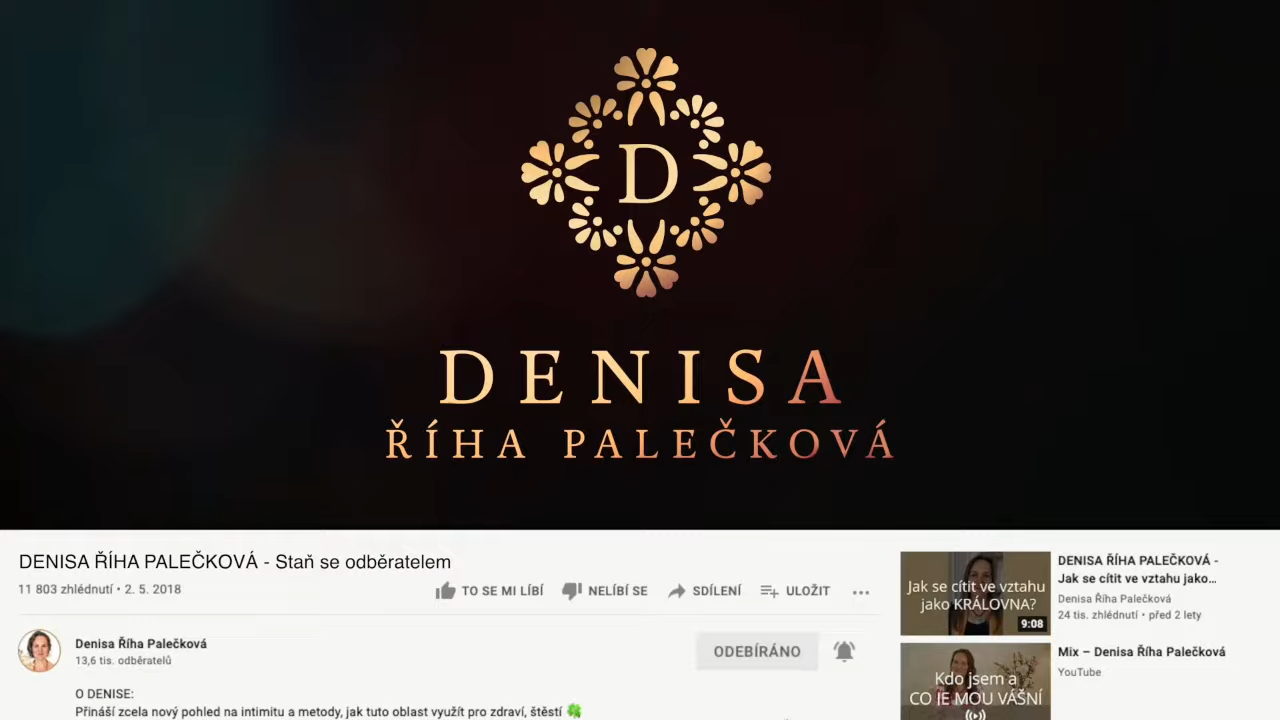 D
DENISA
ŘÍHA PALEČKOVÁ
DENISA ŘÍHA PALEČKOVÁ - Staň se odběratelem
11 803 zhlédnutí • 2. 5. 2018
TO SE MI LÍBÍ
NELÍBÍ SE
SDÍLENÍ
ULOŽIT
Denisa Říha Palečková
13,6 tis. odběratelů
ODEBÍRÁNO
O DENISE:
Přináší zcela nový pohled na intimitu a metody, jak tuto oblast využít pro zdraví, štěstí 🍀
Jak se cítit ve vztahu
jako KRÁLOVNA?
9:08
DENISA ŘÍHA PALEČKOVÁ -
Jak se cítit ve vztahu jako...
Denisa Říha Palečková
24 tis. zhlédnutí • před 2 lety
Kdo jsem a
CO JE MOU VÁŠNÍ
Mix – Denisa Říha Palečková
YouTube